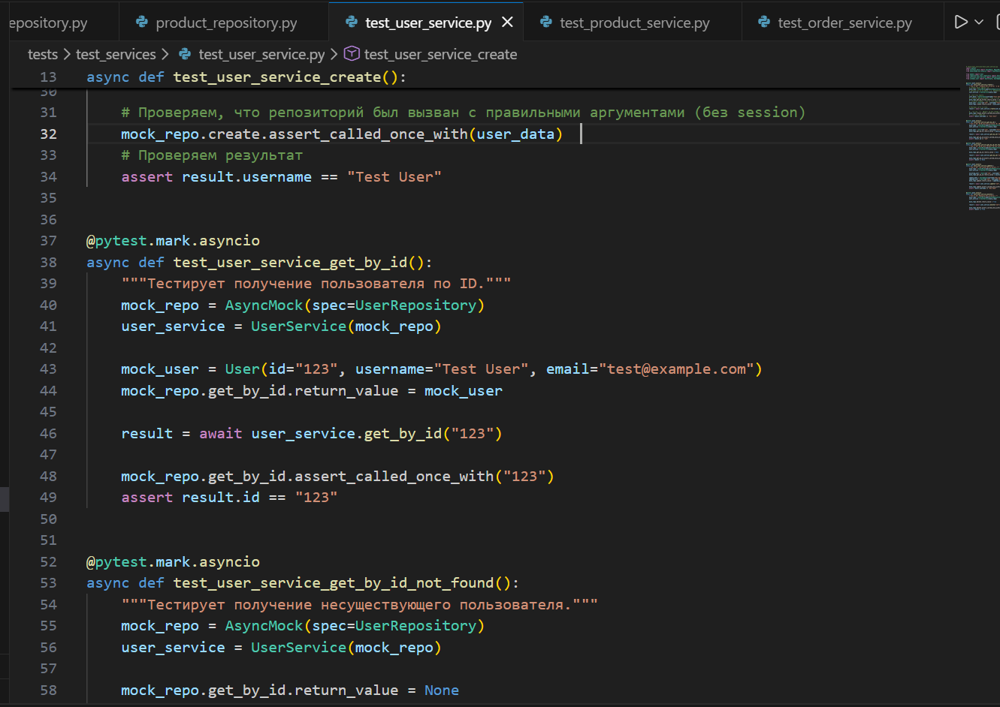 epository.py product_repository.py test_user_service.py test_product_service.py test_order_service.py
tests > test_services > test_user_service.py > test_user_service_create
13 async def test_user_service_create():
30
31 # Проверяем, что репозиторий был вызван с правильными аргументами (без session)
32 mock_repo.create.assert_called_once_with(user_data)
33 # Проверяем результат
34 assert result.username == "Test User"
35
36
37 @pytest.mark.asyncio
38 async def test_user_service_get_by_id():
39 """Тестирует получение пользователя по ID."""
40 mock_repo = AsyncMock(spec=UserRepository)
41 user_service = UserService(mock_repo)
42
43 mock_user = User(id="123", username="Test User", email="test@example.com")
44 mock_repo.get_by_id.return_value = mock_user
45
46 result = await user_service.get_by_id("123")
47
48 mock_repo.get_by_id.assert_called_once_with("123")
49 assert result.id == "123"
50
51
52 @pytest.mark.asyncio
53 async def test_user_service_get_by_id_not_found():
54 """Тестирует получение несуществующего пользователя."""
55 mock_repo = AsyncMock(spec=UserRepository)
56 user_service = UserService(mock_repo)
57
58 mock_repo.get_by_id.return_value = None